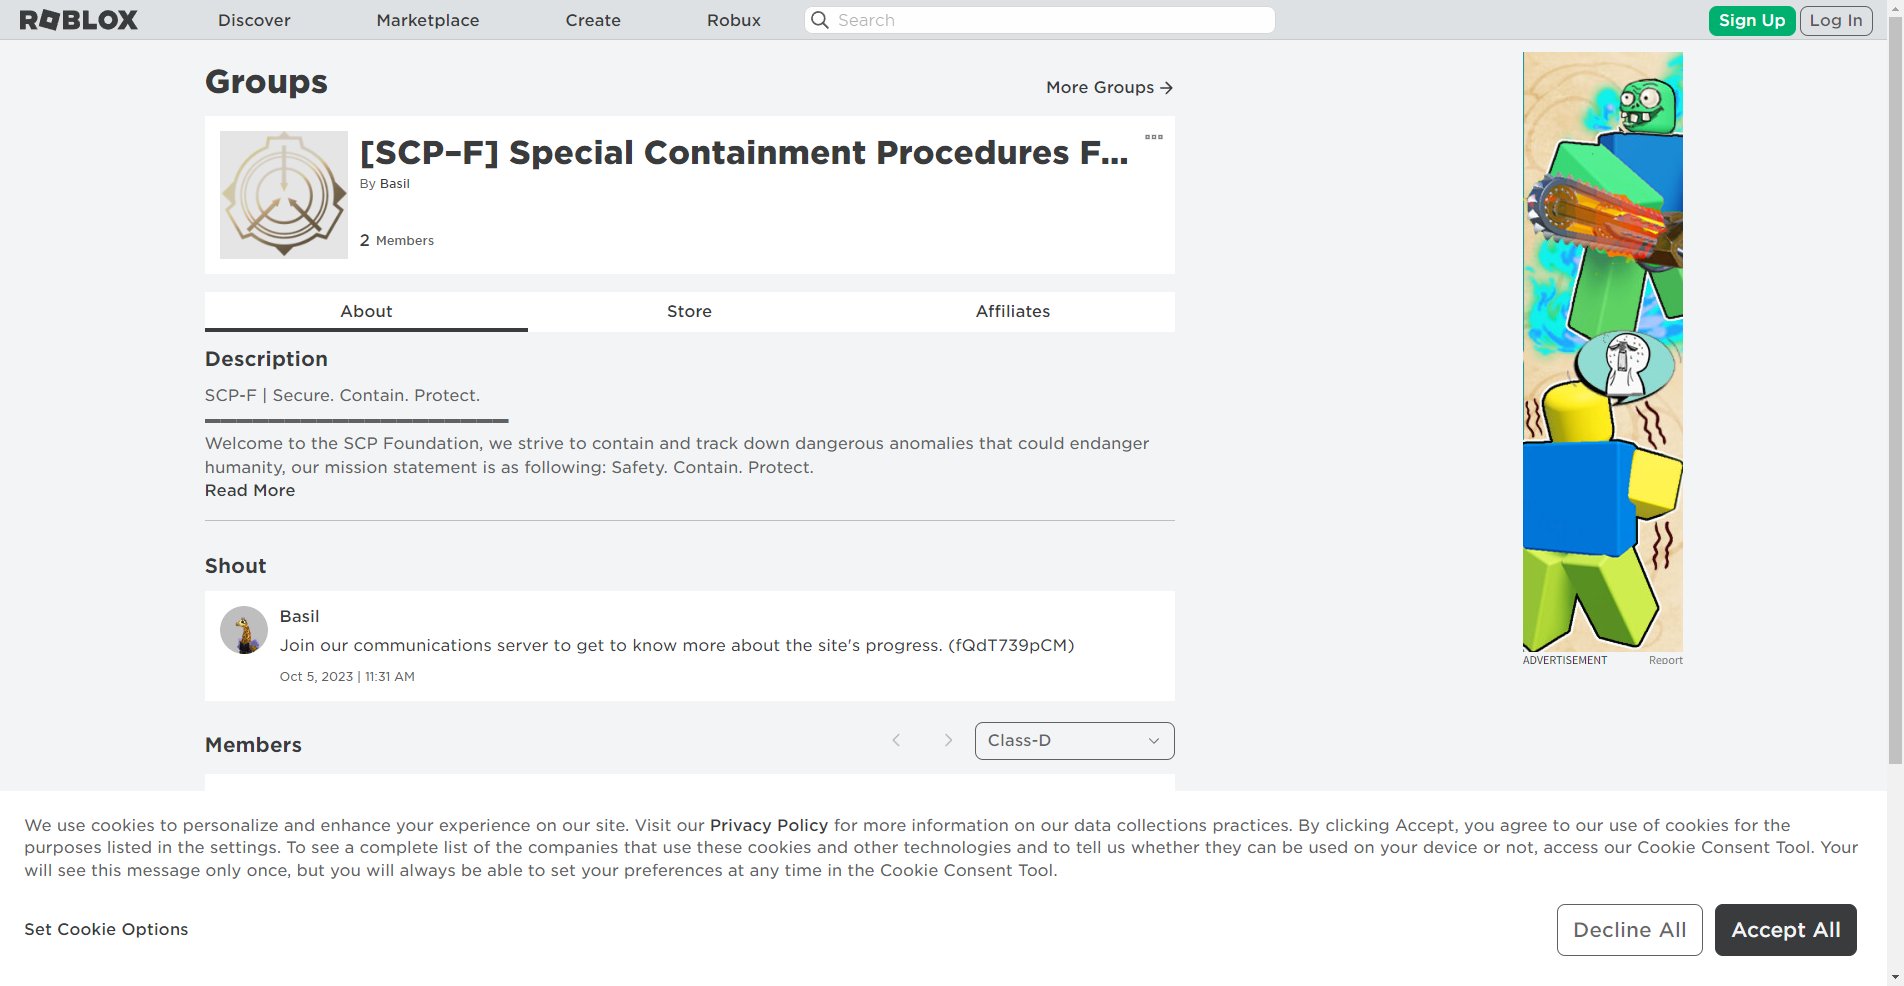 ROBLOX
Discover
Marketplace
Create
Robux
Search
Sign Up
Log In
Groups
More Groups
[SCP–F] Special Containment Procedures F...
By Basil
2 Members
About
Store
Affiliates
Description
SCP-F | Secure. Contain. Protect.
Welcome to the SCP Foundation, we strive to contain and track down dangerous anomalies that could endanger
humanity, our mission statement is as following: Safety. Contain. Protect.
Read More
Shout
Basil
Join our communications server to get to know more about the site's progress. (fQdT739pCM)
Oct 5, 2023 | 11:31 AM
Members
Class-D
ADVERTISEMENT
Report
We use cookies to personalize and enhance your experience on our site. Visit our Privacy Policy for more information on our data collections practices. By clicking Accept, you agree to our use of cookies for the
purposes listed in the settings. To see a complete list of the companies that use these cookies and other technologies and to tell us whether they can be used on your device or not, access our Cookie Consent Tool. Your
will see this message only once, but you will always be able to set your preferences at any time in the Cookie Consent Tool.
Set Cookie Options
Decline All
Accept All